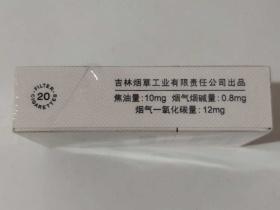 FILTER
20
CIGARETTES
吉林烟草工业有限责任公司出品
焦油量:10mg 烟气烟碱量:0.8mg
烟气一氧化碳量:12mg